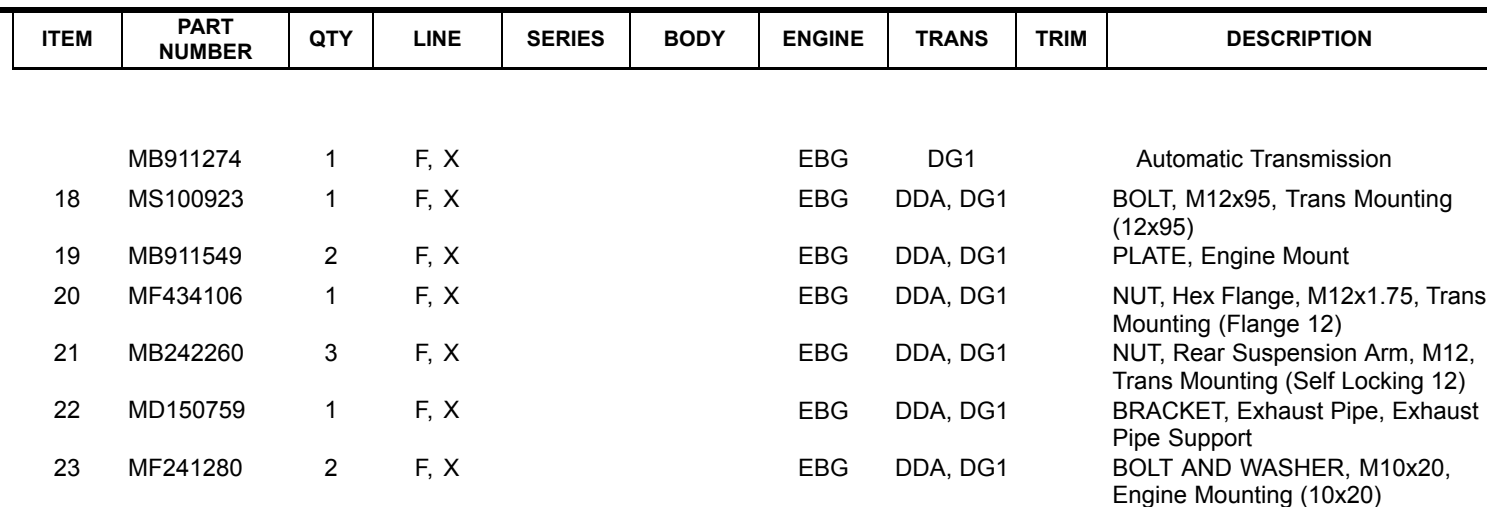 ITEM PART NUMBER QTY LINE SERIES BODY ENGINE TRANS TRIM DESCRIPTION
MB911274 1 F, X EBG DG1 Automatic Transmission
18 MS100923 1 F, X EBG DDA, DG1 BOLT, M12x95, Trans Mounting
(12x95)
19 MB911549 2 F, X EBG DDA, DG1 PLATE, Engine Mount
20 MF434106 1 F, X EBG DDA, DG1 NUT, Hex Flange, M12x1.75, Trans
Mounting (Flange 12)
21 MB242260 3 F, X EBG DDA, DG1 NUT, Rear Suspension Arm, M12,
Trans Mounting (Self Locking 12)
22 MD150759 1 F, X EBG DDA, DG1 BRACKET, Exhaust Pipe, Exhaust
Pipe Support
23 MF241280 2 F, X EBG DDA, DG1 BOLT AND WASHER, M10x20,
Engine Mounting (10x20)